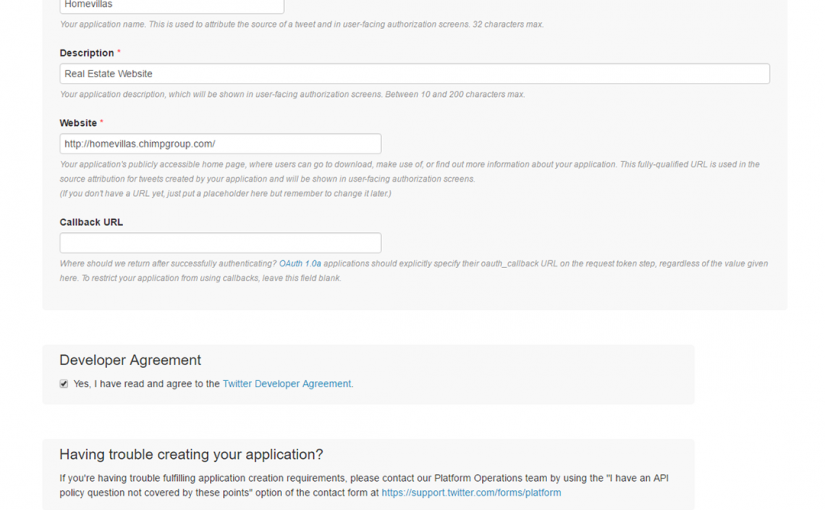 Homevillas
Your application name. This is used to attribute the source of a tweet and in user-facing authorization screens. 32 characters max.
Description *
Real Estate Website
Your application description, which will be shown in user-facing authorization screens. Between 10 and 200 characters max.
Website *
http://homevillas.chimpgroup.com/
Your application's publicly accessible home page, where users can go to download, make use of, or find out more information about your application. This fully-qualified URL is used in the
source attribution for tweets created by your application and will be shown in user-facing authorization screens.
(If you don't have a URL yet, just put a placeholder here but remember to change it later.)
Callback URL
Where should we return after successfully authenticating? OAuth 1.0a applications should explicitly specify their oauth_callback URL on the request token step, regardless of the value given
here. To restrict your application from using callbacks, leave this field blank.
Developer Agreement
Yes, I have read and agree to the Twitter Developer Agreement.
Having trouble creating your application?
If you're having trouble fulfilling application creation requirements, please contact our Platform Operations team by using the "I have an API
policy question not covered by these points" option of the contact form at https://support.twitter.com/forms/platform